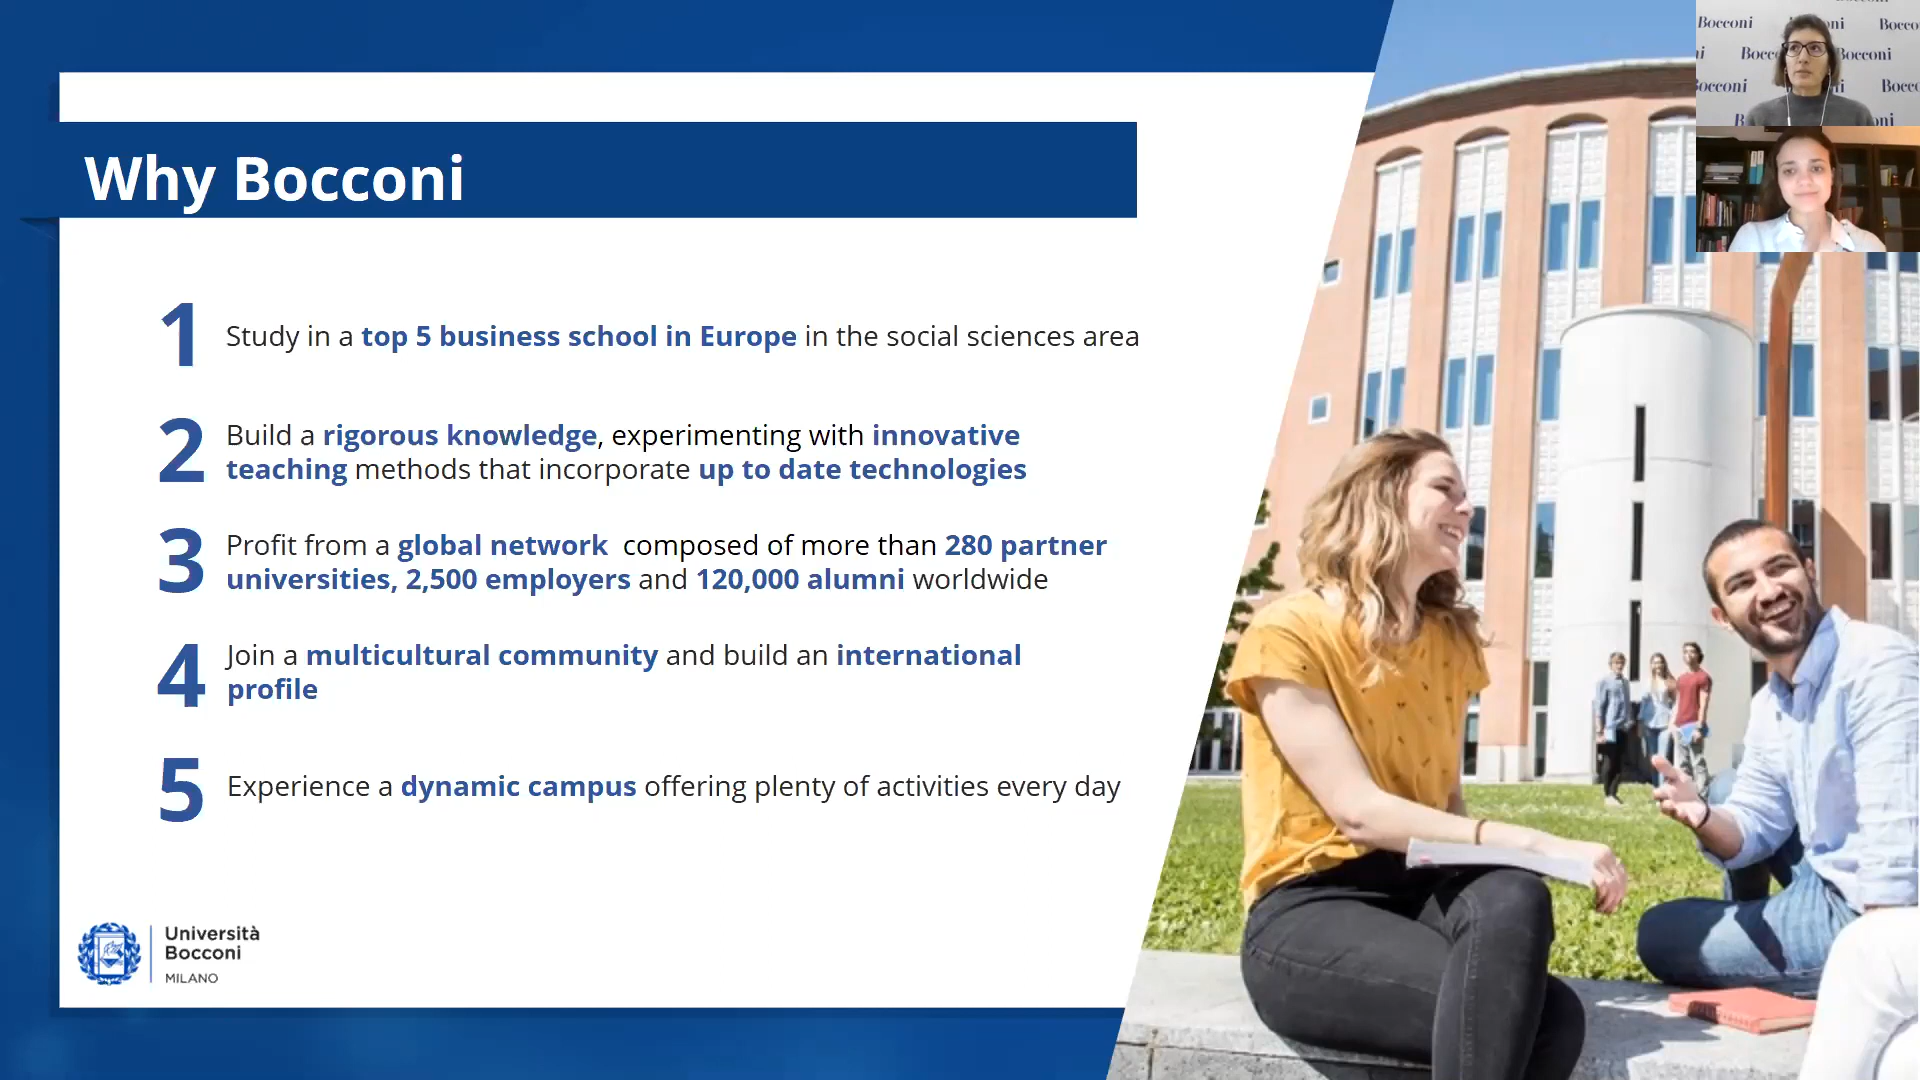 Why Bocconi
1 Study in a top 5 business school in Europe in the social sciences area
2 Build a rigorous knowledge, experimenting with innovative
teaching methods that incorporate up to date technologies
3 Profit from a global network composed of more than 280 partner
universities, 2,500 employers and 120,000 alumni worldwide
4 Join a multicultural community and build an international
profile
5 Experience a dynamic campus offering plenty of activities every day
Università
Bocconi
MILANO
Bocconi
Bocconi